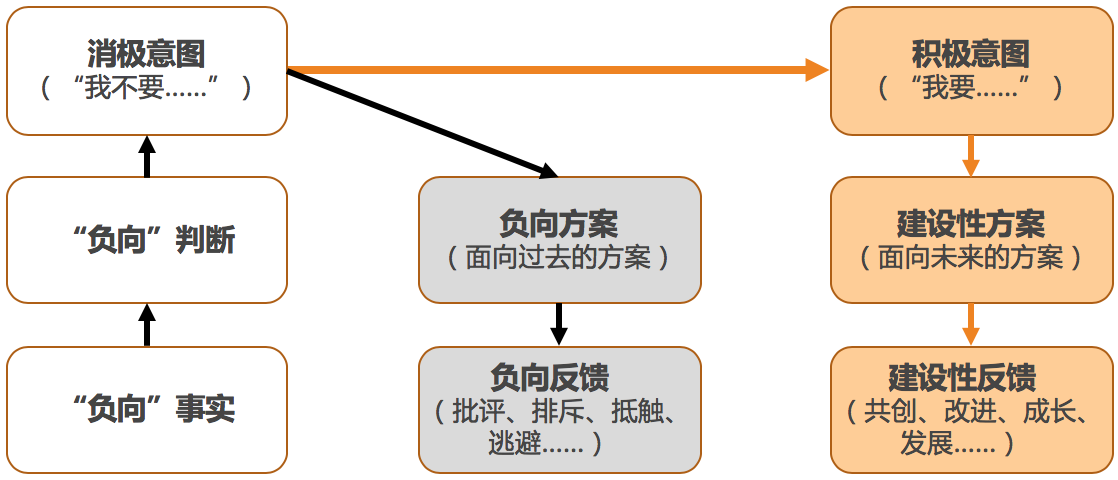 消极意图
（ “我不要……” ）
积极意图
（ “我要……” ）
“负向” 判断
负向方案
（ 面向过去的方案 ）
建设性方案
（ 面向未来的方案 ）
“负向” 事实
负向反馈
（ 批评、排斥、抵触、
逃避…… ）
建设性反馈
（ 共创、改进、成长、
发展…… ）